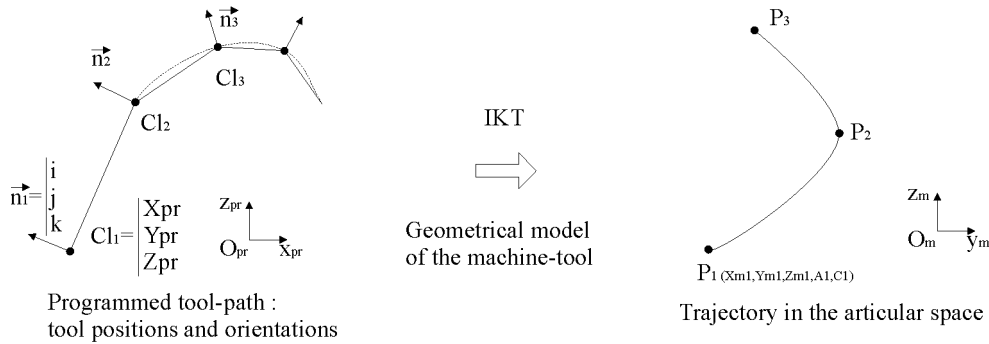 n3
n2
Cl3
Cl2
n1=
i
j
k
Cl1=
Xpr
Ypr
Zpr
Zpr
Opr
Xpr
Programmed tool-path :
tool positions and orientations
IKT
Geometrical model
of the machine-tool
P3
P2
P1 (Xm1,Ym1,Zm1,A1,C1)
Zm
Om
ym
Trajectory in the articular space